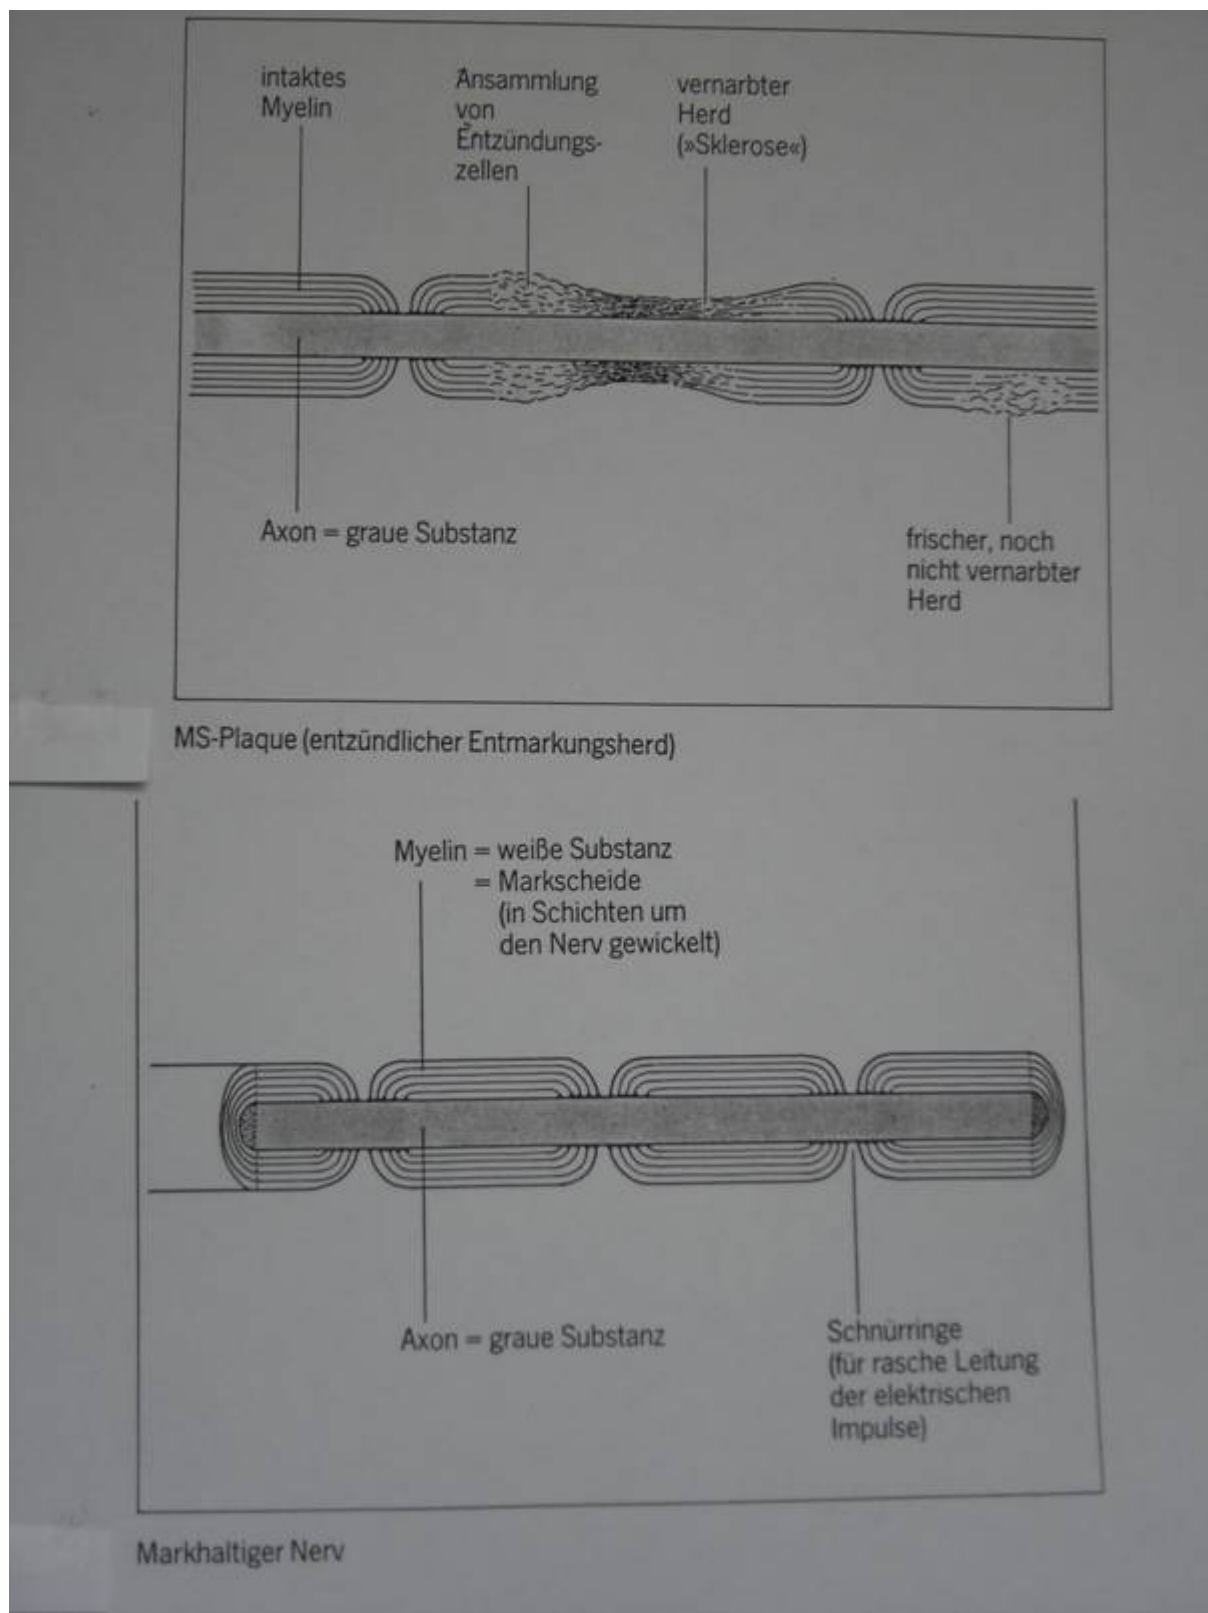 intaktes
Myelin
Ansammlung
von
Entzündungs-
zellen
vernarbter
Herd
(»Sklerose«)
Axon = graue Substanz
frischer, noch
nicht vernarbter
Herd
MS-Plaque (entzündlicher Entmarkungsherd)
Myelin = weiße Substanz
= Markscheide
(in Schichten um
den Nerv gewickelt)
Axon = graue Substanz
Schnürringe
(für rasche Leitung
der elektrischen
Impulse)
Markhaltiger Nerv